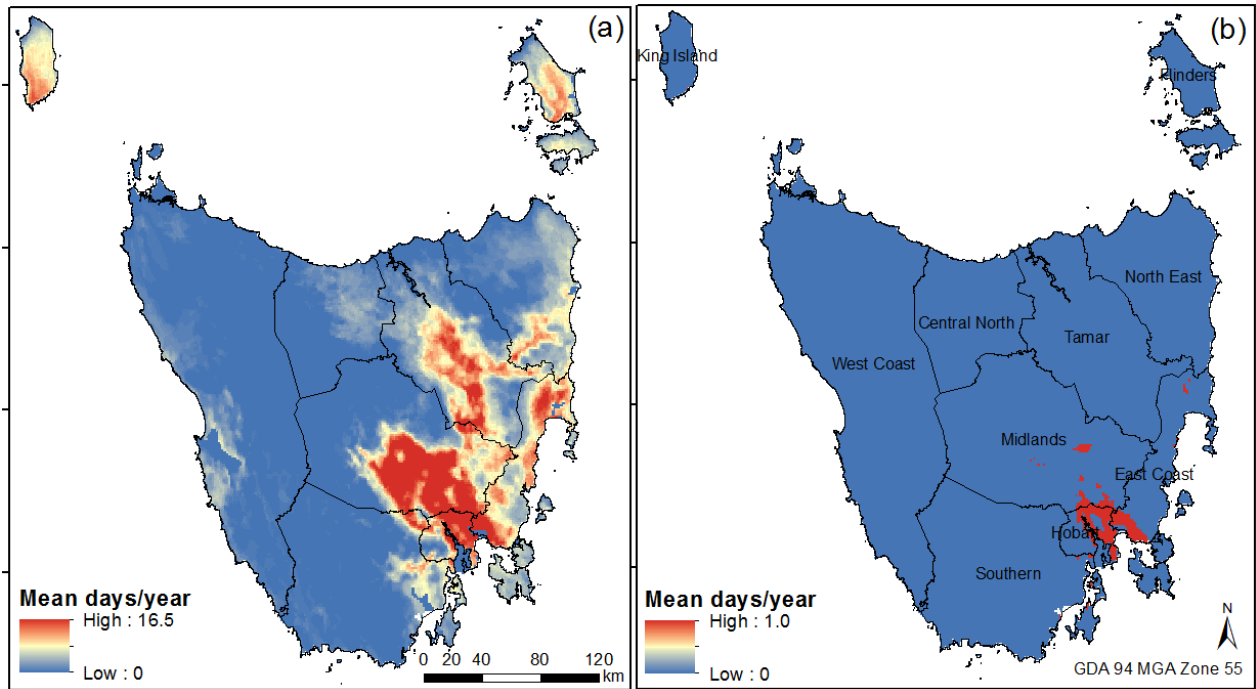 (a)
Mean days/year
High : 16.5
Low : 0
0 20 40 80 120
km
(b)
King Island
Flinders
North East
Central North
Tamar
West Coast
Midlands
East Coast
Hobart
Southern
Mean days/year
High : 1.0
Low : 0
N
GDA 94 MGA Zone 55